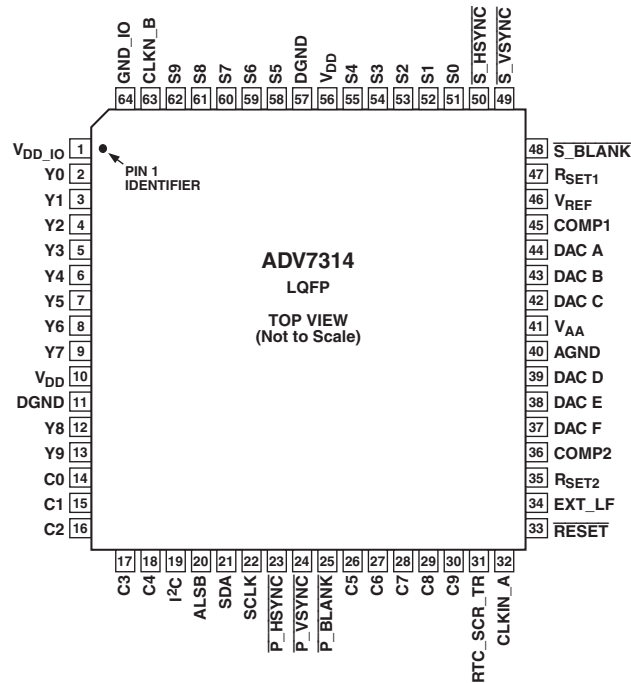 GND_IO
CLKN_B
S9
S8
S7
S6
S5
DGND
VDD
S4
S3
S2
S1
S0
S_HSYNC
S_VSYNC
64 63 62 61 60 59 58 57 56 55 54 53 52 51 50 49
VDD_IO 1
Y0 2
Y1 3
Y2 4
Y3 5
Y4 6
Y5 7
Y6 8
Y7 9
VDD 10
DGND 11
Y8 12
Y9 13
C0 14
C1 15
C2 16
PIN 1
IDENTIFIER
ADV7314
LQFP
TOP VIEW
(Not to Scale)
48 S_BLANK
47 RSET1
46 VREF
45 COMP1
44 DAC A
43 DAC B
42 DAC C
41 VAA
40 AGND
39 DAC D
38 DAC E
37 DAC F
36 COMP2
35 RSET2
34 EXT_LF
33 RESET
17 18 19 20 21 22 23 24 25 26 27 28 29 30 31 32
C3
C4
I²C
ALSB
SDA
SCLK
P_HSYNC
P_VSYNC
P_BLANK
C5
C6
C7
C8
C9
RTC_SCR_TR
CLKIN_A